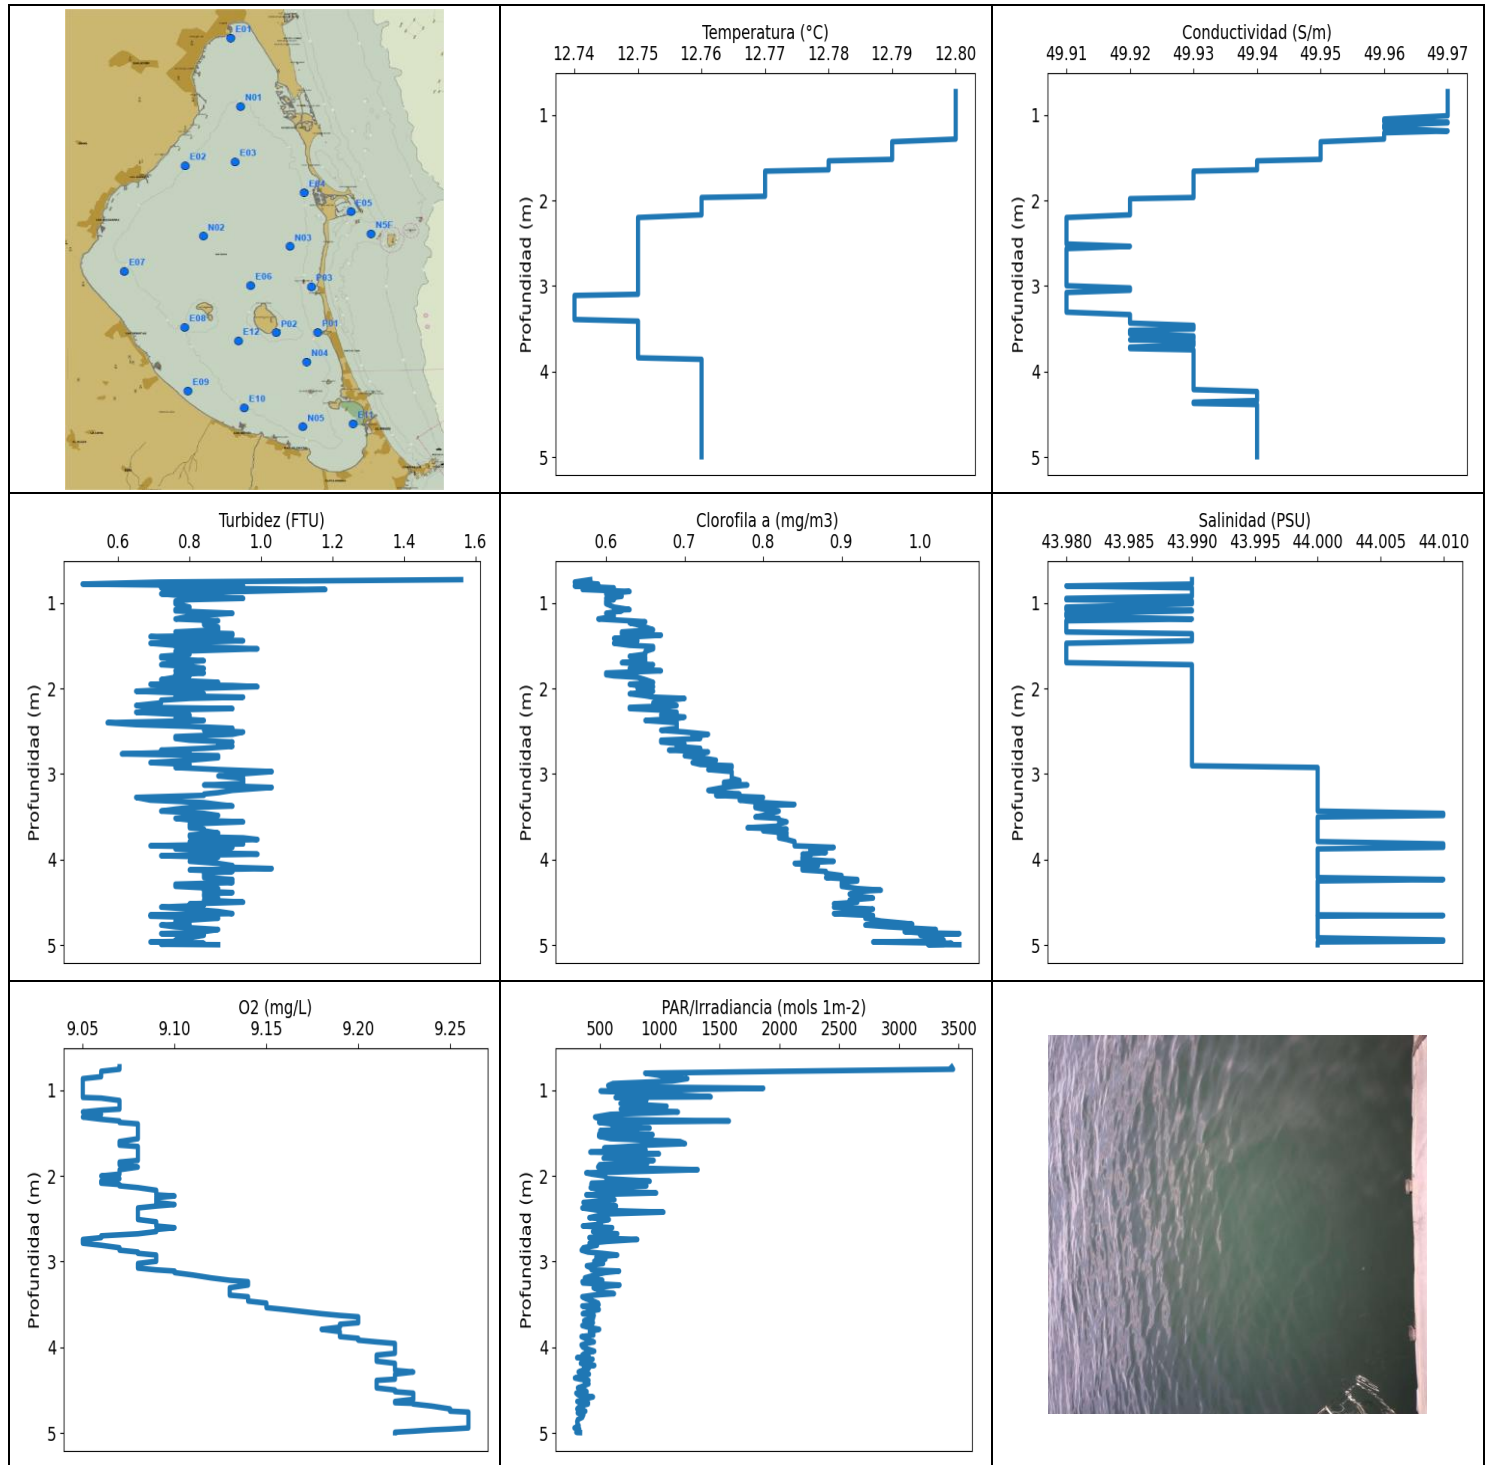 E01
N01
E02
E03
E04
E05
N5F
N02
N03
E07
E06
P03
E08
E12
P02
P01
N04
E09
E10
N05
E11
Temperatura (°C)
12.74 12.75 12.76 12.77 12.78 12.79 12.80
Profundidad (m)
1
2
3
4
5
Conductividad (S/m)
49.91 49.92 49.93 49.94 49.95 49.96 49.97
Profundidad (m)
1
2
3
4
5
Turbidez (FTU)
0.6 0.8 1.0 1.2 1.4 1.6
Profundidad (m)
1
2
3
4
5
Clorofila a (mg/m3)
0.6 0.7 0.8 0.9 1.0
Profundidad (m)
1
2
3
4
5
Salinidad (PSU)
43.980 43.985 43.990 43.995 44.000 44.005 44.010
Profundidad (m)
1
2
3
4
5
O2 (mg/L)
9.05 9.10 9.15 9.20 9.25
Profundidad (m)
1
2
3
4
5
PAR/Irradiancia (mols 1m-2)
500 1000 1500 2000 2500 3000 3500
Profundidad (m)
1
2
3
4
5